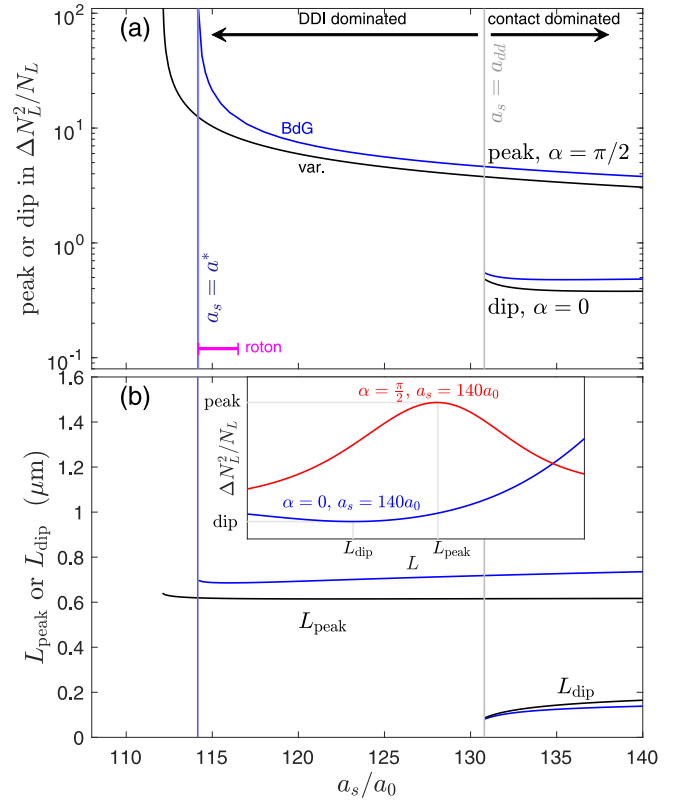 (a)
DDI dominated
contact dominated
a_s = a_dd
BdG
var.
peak, α = π/2
a_s = a*
dip, α = 0
roton
peak or dip in ΔN_L^2/N_L
10^2
10^1
10^0
10^-1
(b)
peak
dip
ΔN_L^2/N_L
α = π/2, a_s = 140a_0
α = 0, a_s = 140a_0
L_dip
L_peak
L
L_peak
L_dip
L_peak or L_dip (μm)
1.6
1.4
1.2
1
0.8
0.6
0.4
0.2
0
110
115
120
125
130
135
140
a_s/a_0